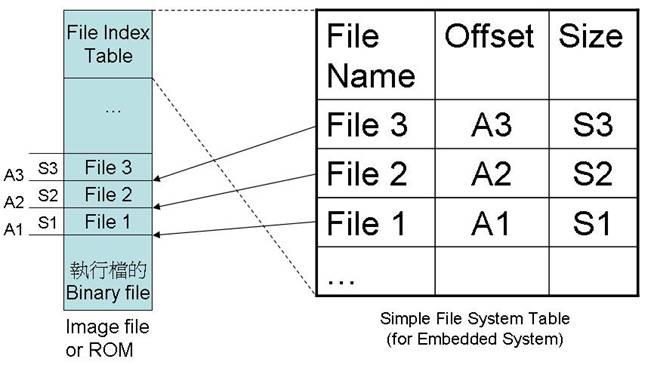 File Index
Table
...
File 3
File 2
File 1
執行檔的
Binary file
A3
S3
A2
S2
A1
S1
Image file
or ROM
File Name
Offset
Size
File 3
A3
S3
File 2
A2
S2
File 1
A1
S1
...
Simple File System Table
(for Embedded System)